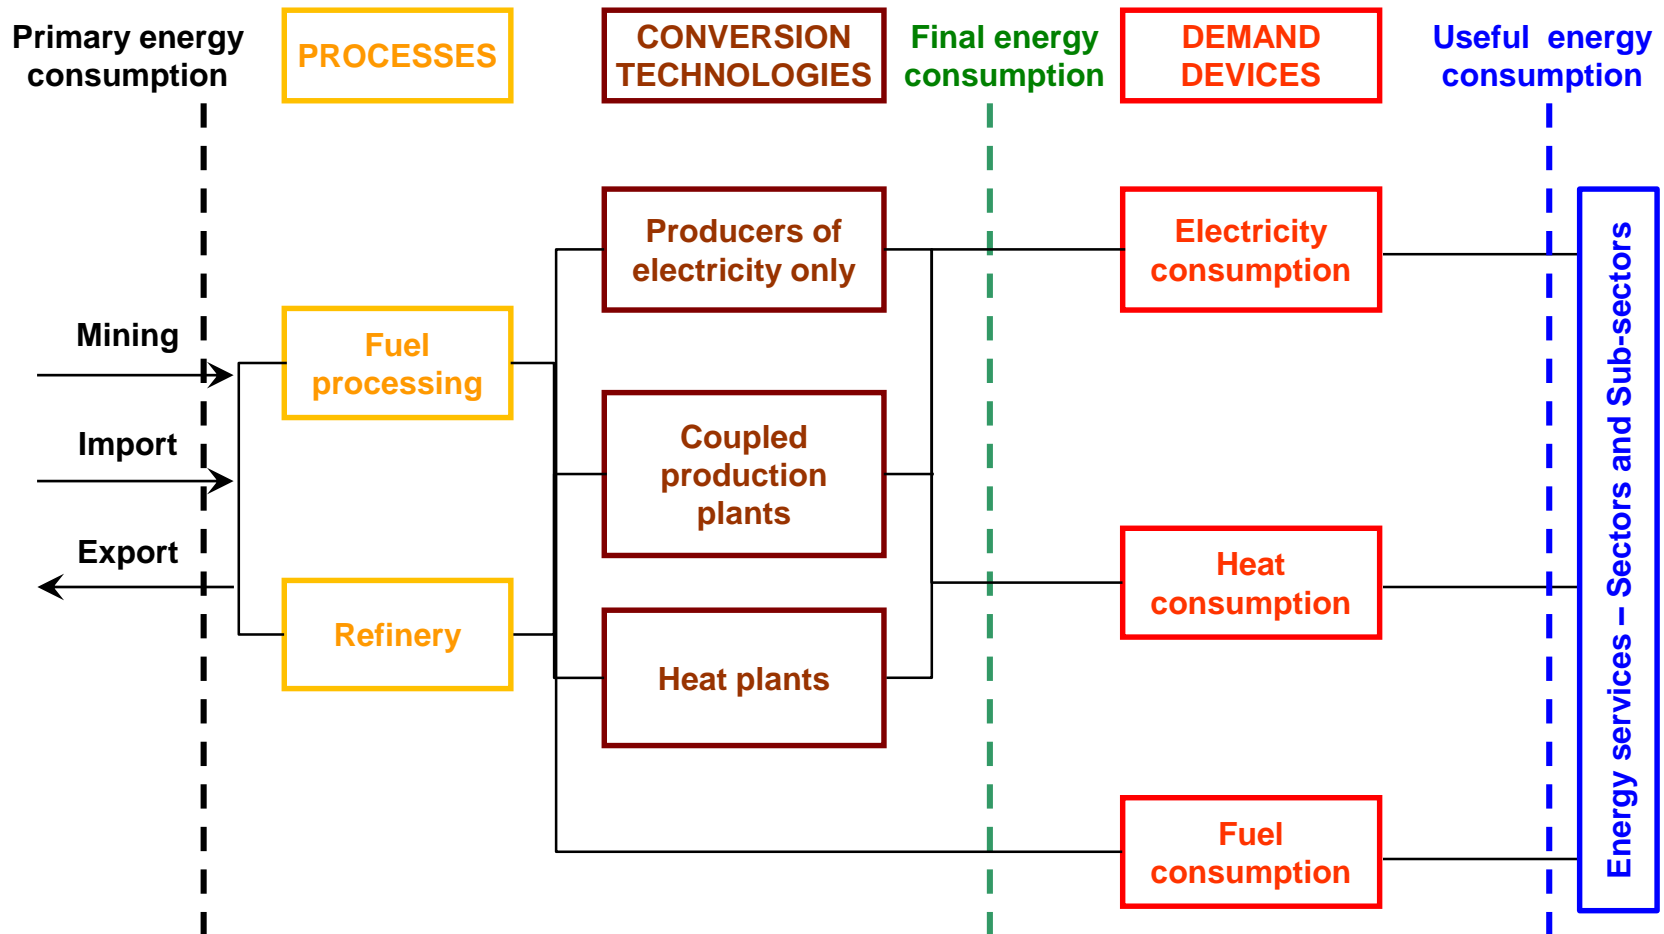 Primary energy
consumption
PROCESSES
CONVERSION
TECHNOLOGIES
Final energy
consumption
DEMAND
DEVICES
Useful energy
consumption
Mining
Import
Export
Fuel
processing
Refinery
Producers of
electricity only
Coupled
production
plants
Heat plants
Electricity
consumption
Heat
consumption
Fuel
consumption
Energy services – Sectors and Sub-sectors